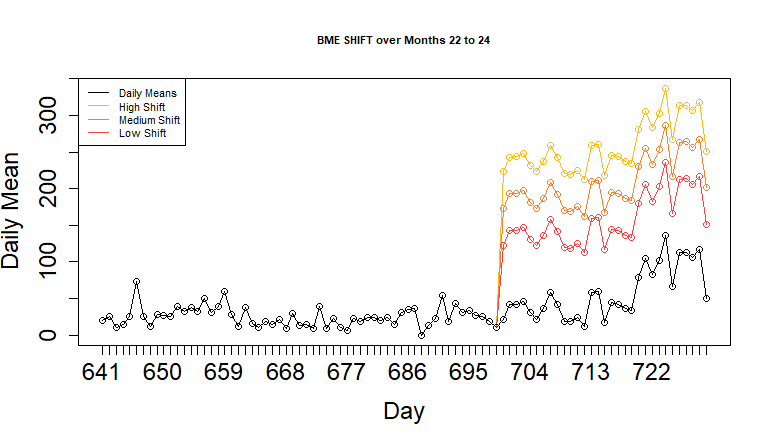 BME SHIFT over Months 22 to 24
Daily Means
High Shift
Medium Shift
Low Shift
Daily Mean
300
200
100
0
641 650 659 668 677 686 695 704 713 722
Day